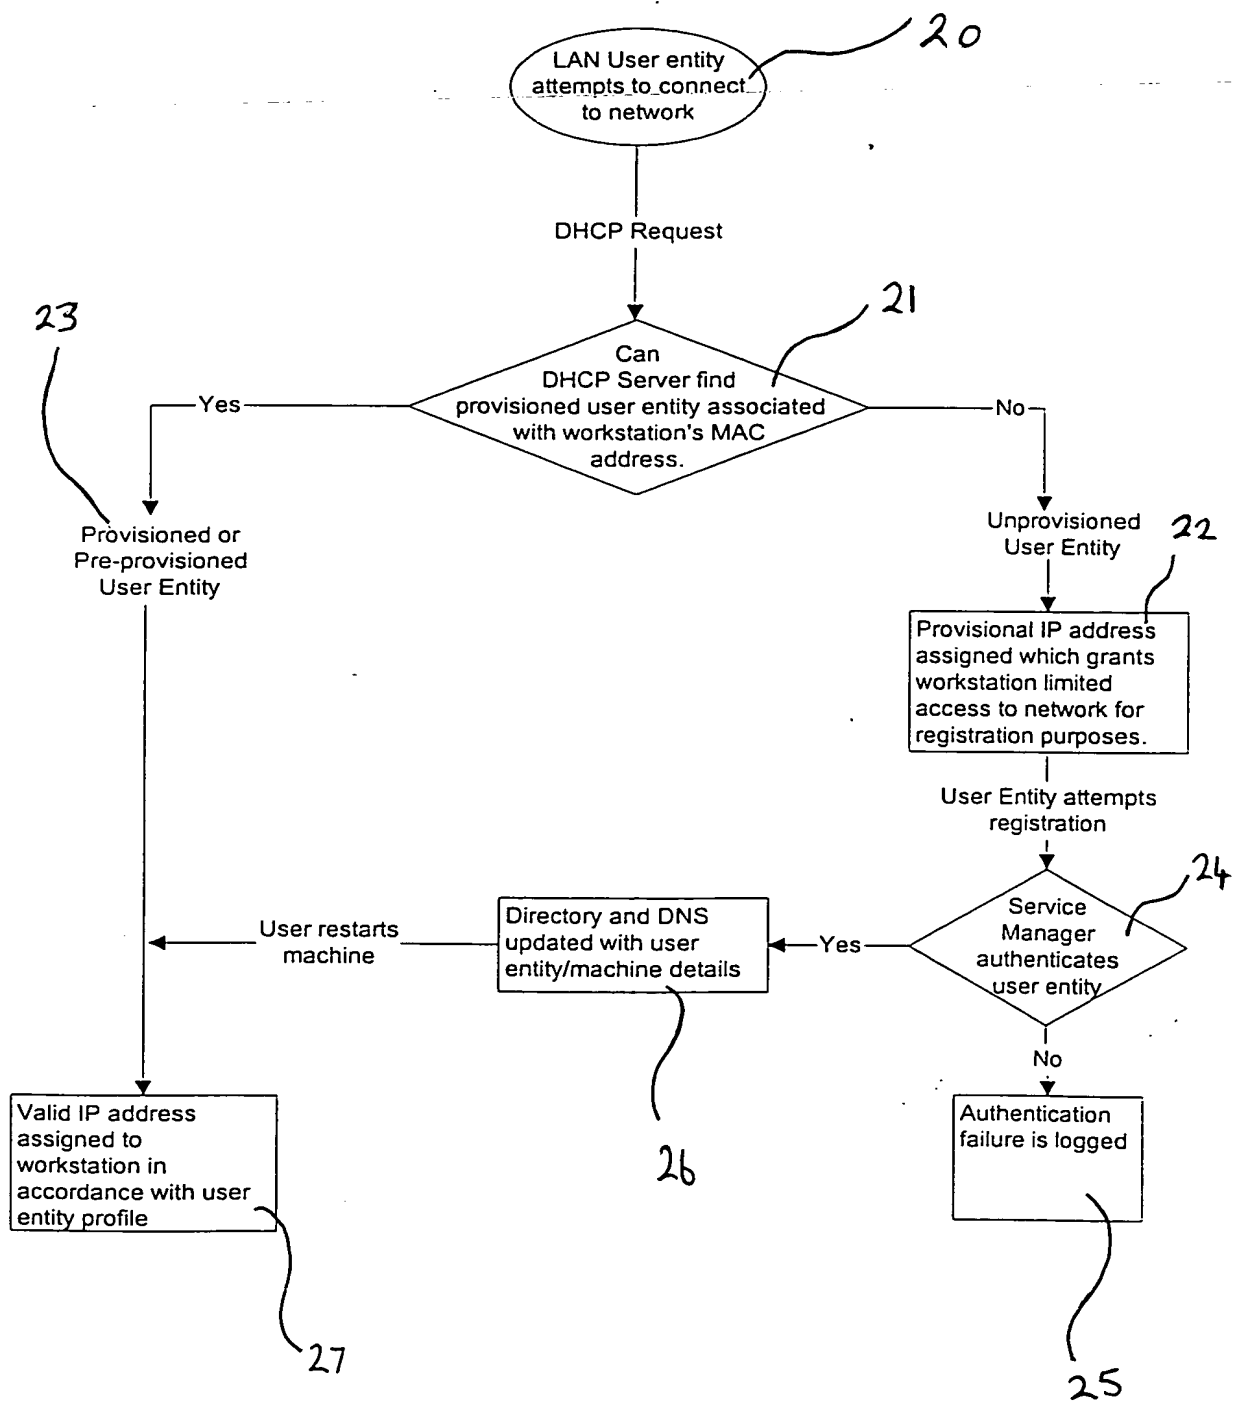 20
LAN User entity
attempts to connect
to network
DHCP Request
21
23
Can
DHCP Server find
provisioned user entity associated
with workstation's MAC
address.
Yes
No
Provisioned or
Pre-provisioned
User Entity
Unprovisioned
User Entity
22
Provisional IP address
assigned which grants
workstation limited
access to network for
registration purposes.
User Entity attempts
registration
24
Service
Manager
authenticates
user entity
Yes
Directory and DNS
updated with user
entity/machine details
User restarts
machine
26
No
Authentication
failure is logged
25
Valid IP address
assigned to
workstation in
accordance with user
entity profile
27